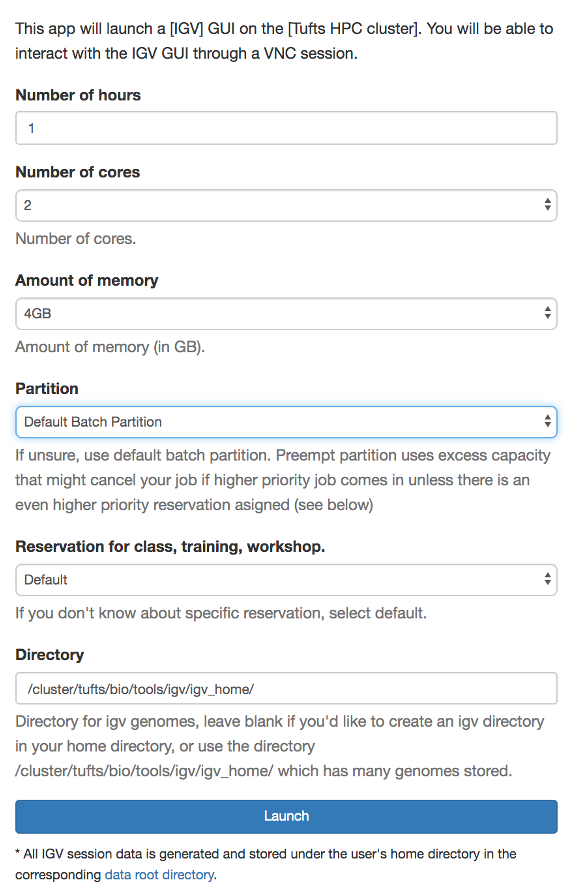 This app will launch a [IGV] GUI on the [Tufts HPC cluster]. You will be able to
interact with the IGV GUI through a VNC session.
Number of hours
1
Number of cores
2
Number of cores.
Amount of memory
4GB
Amount of memory (in GB).
Partition
Default Batch Partition
If unsure, use default batch partition. Preempt partition uses excess capacity
that might cancel your job if higher priority job comes in unless there is an
even higher priority reservation asigned (see below)
Reservation for class, training, workshop.
Default
If you don't know about specific reservation, select default.
Directory
/cluster/tufts/bio/tools/igv/igv_home/
Directory for igv genomes, leave blank if you'd like to create an igv directory
in your home directory, or use the directory
/cluster/tufts/bio/tools/igv/igv_home/ which has many genomes stored.
Launch
* All IGV session data is generated and stored under the user's home directory in the
corresponding data root directory.